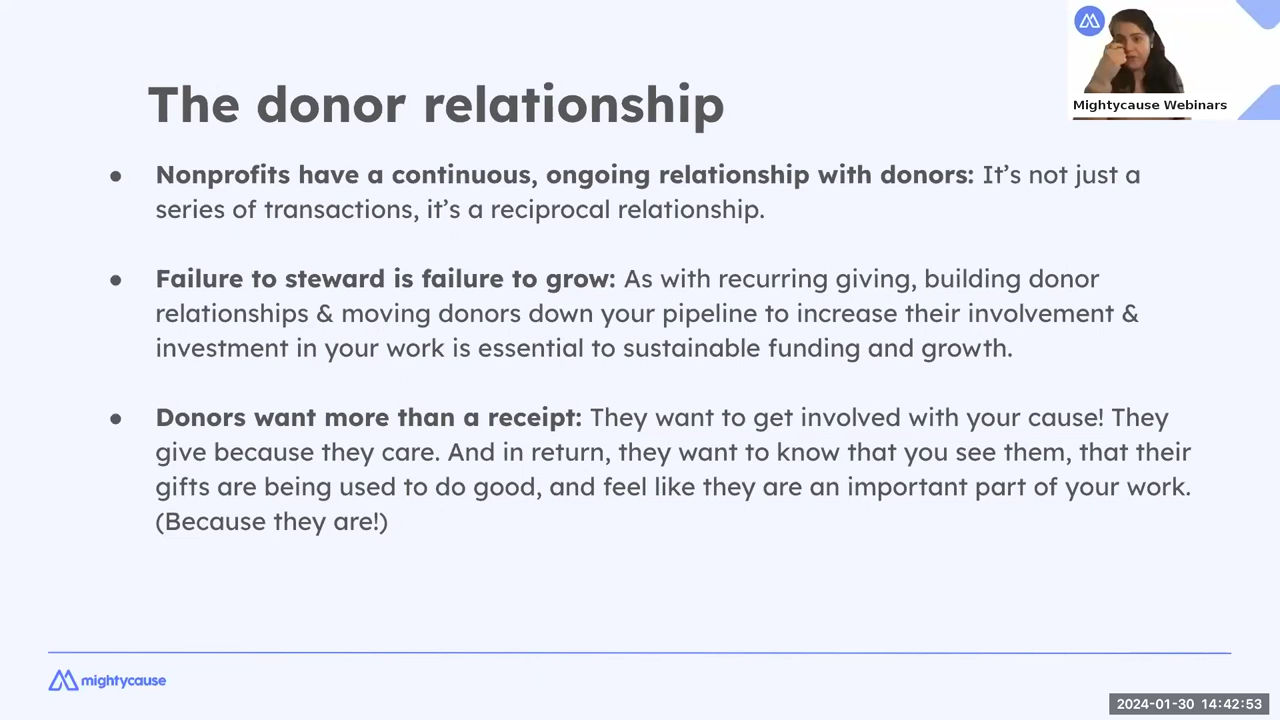 The donor relationship
Mightycause Webinars
● Nonprofits have a continuous, ongoing relationship with donors: It’s not just a
series of transactions, it’s a reciprocal relationship.
● Failure to steward is failure to grow: As with recurring giving, building donor
relationships & moving donors down your pipeline to increase their involvement &
investment in your work is essential to sustainable funding and growth.
● Donors want more than a receipt: They want to get involved with your cause! They
give because they care. And in return, they want to know that you see them, that their
gifts are being used to do good, and feel like they are an important part of your work.
(Because they are!)
mightycause
2024-01-30 14:42:53